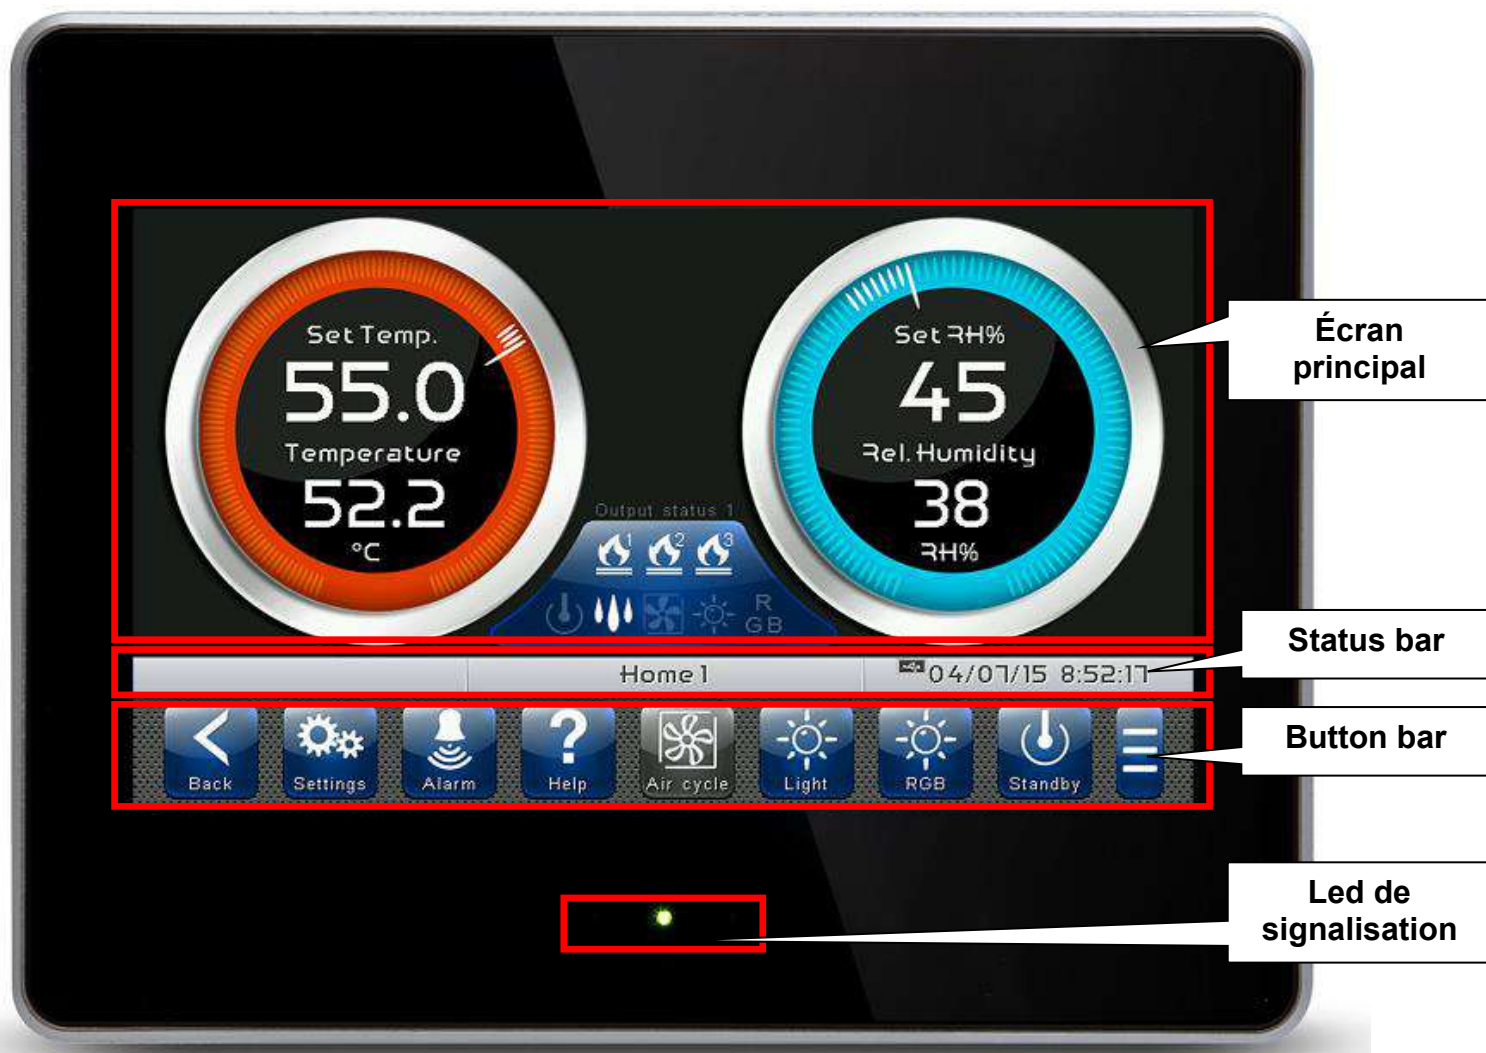 Set Temp.
55.0
Temperature
52.2
°C
Set RH%
45
Rel. Humidity
38
RH%
Output status 1
1 2 3
R
GB
Home 1
04/07/15 8:52:17
Back
Settings
Alarm
?
Help
Air cycle
Light
RGB
Standby
Écran
principal
Status bar
Button bar
Led de
signalisation